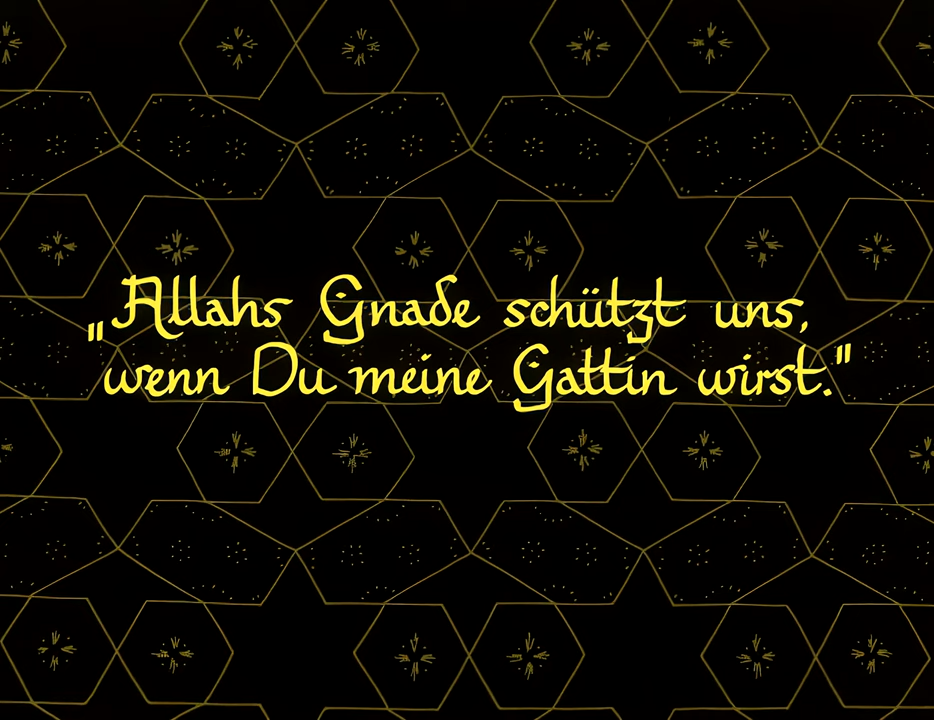 „Allahs Gnade schützt uns,
wenn Du meine Gattin wirst."